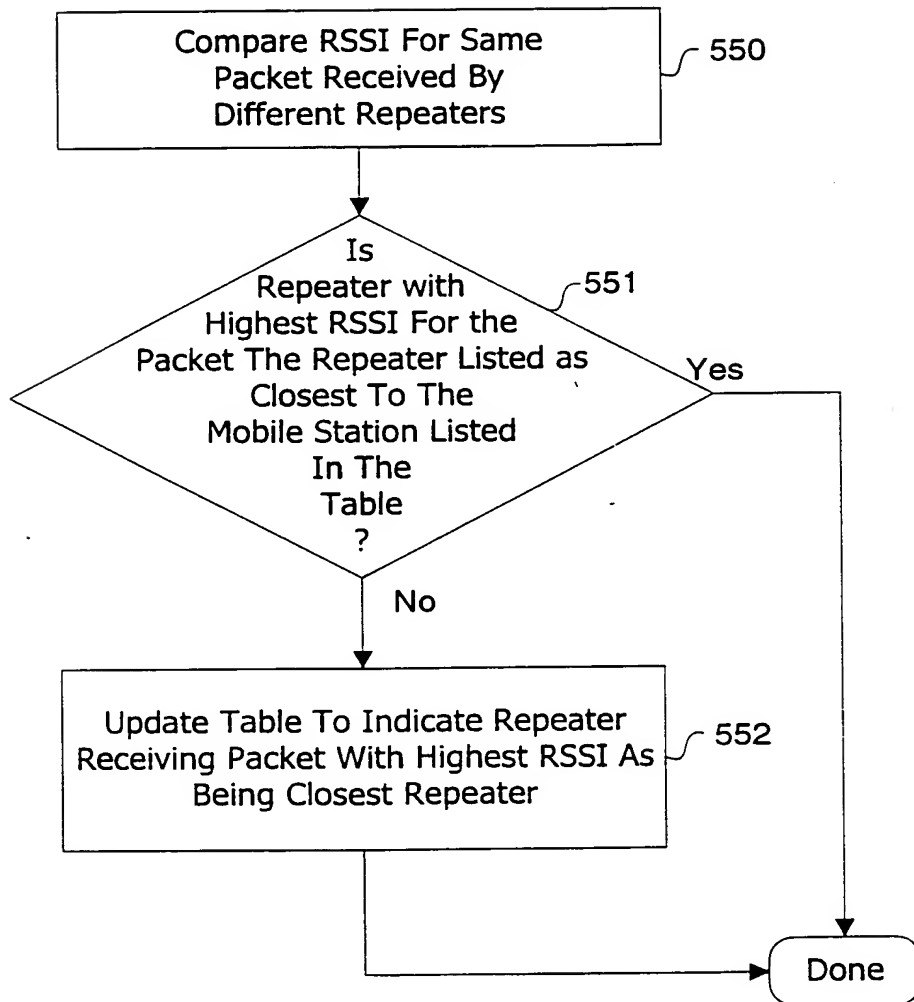 Compare RSSI For Same
Packet Received By
Different Repeaters
550
Is
Repeater with
Highest RSSI For the
Packet The Repeater Listed as
Closest To The
Mobile Station Listed
In The
Table
?
551
Yes
No
Update Table To Indicate Repeater
Receiving Packet With Highest RSSI As
Being Closest Repeater
552
Done